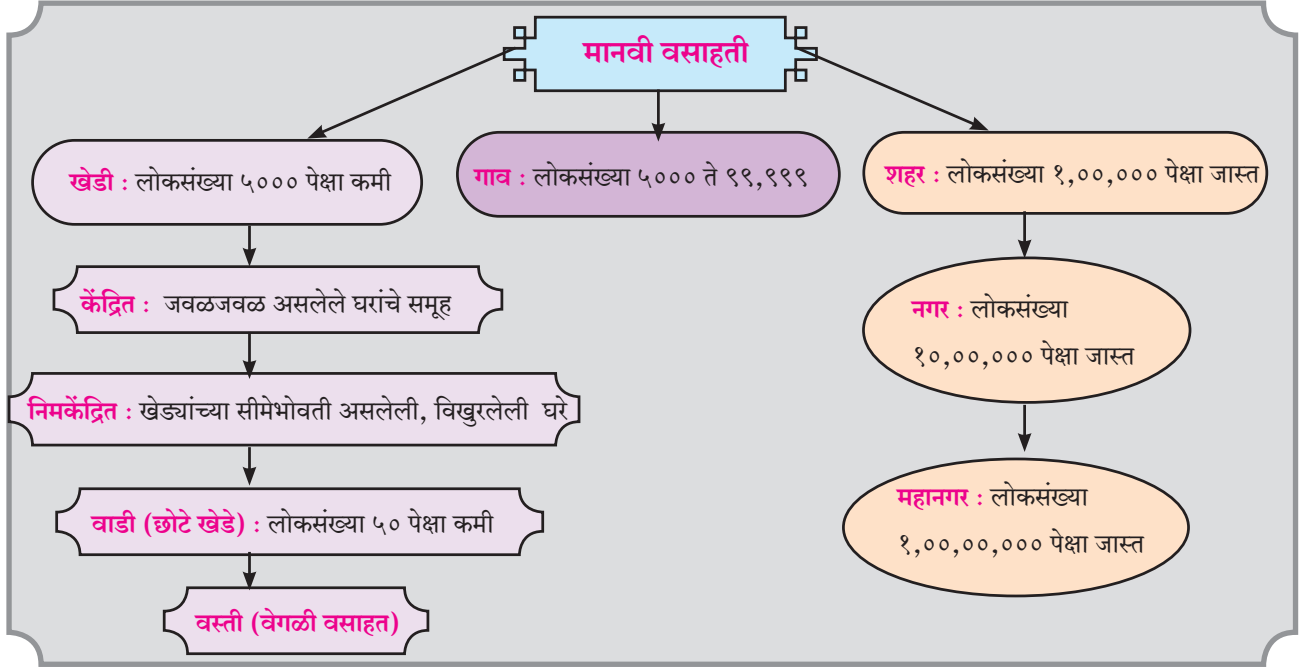 मानवी वसाहती
खेडी : लोकसंख्या ५००० पेक्षा कमी
गाव : लोकसंख्या ५००० ते ९९,९९९
शहर : लोकसंख्या १,००,००० पेक्षा जास्त
केंद्रित : जवळजवळ असलेले घरांचे समूह
निमकेंद्रित : खेड्यांच्या सीमेभोवती असलेली, विखुरलेली घरे
वाडी (छोटे खेडे) : लोकसंख्या ५० पेक्षा कमी
वस्ती (वेगळी वसाहत)
नगर : लोकसंख्या
१०,००,००० पेक्षा जास्त
महानगर : लोकसंख्या
१,००,००,००० पेक्षा जास्त